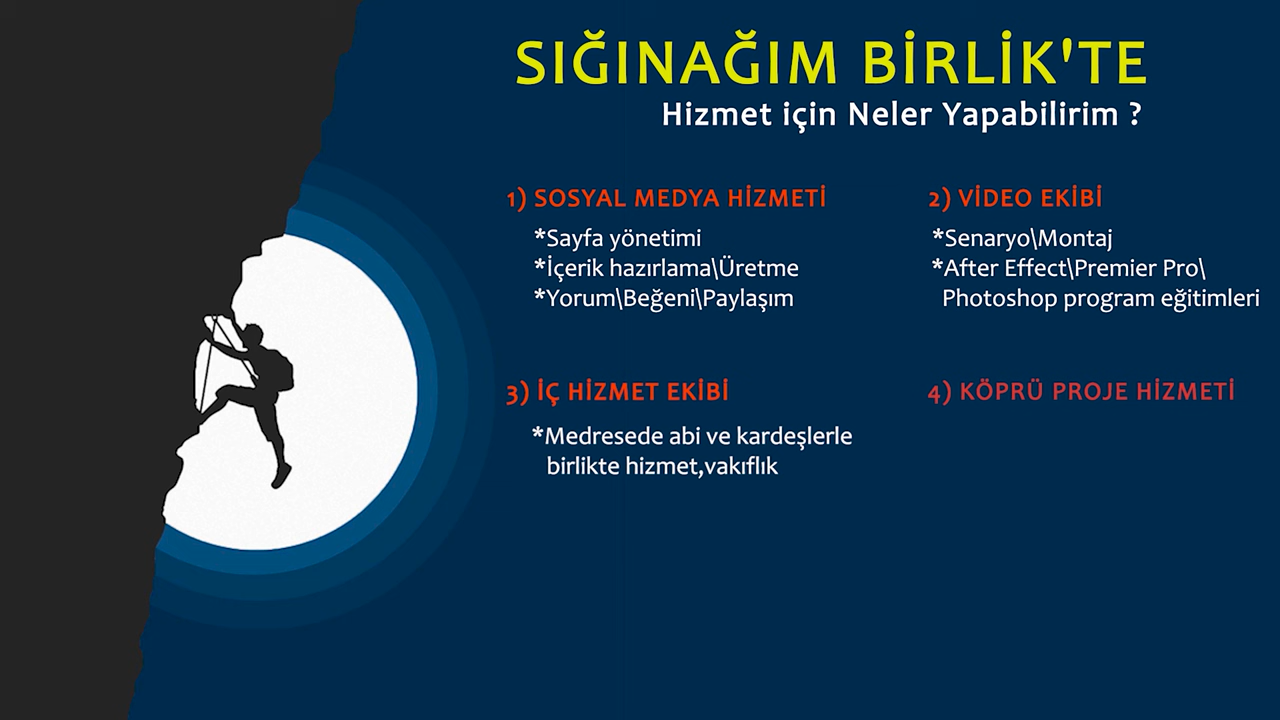 SIĞINAĞIM BİRLİK'TE
Hizmet için Neler Yapabilirim ?
1) SOSYAL MEDYA HİZMETİ
*Sayfa yönetimi
*İçerik hazırlama\Üretme
*Yorum\Beğeni\Paylaşım
2) VİDEO EKİBİ
*Senaryo\Montaj
*After Effect\Premier Pro\
Photoshop program eğitimleri
3) İÇ HİZMET EKİBİ
*Medresede abi ve kardeşlerle
birlikte hizmet,vakıflık
4) KÖPRÜ PROJE HİZMETİ